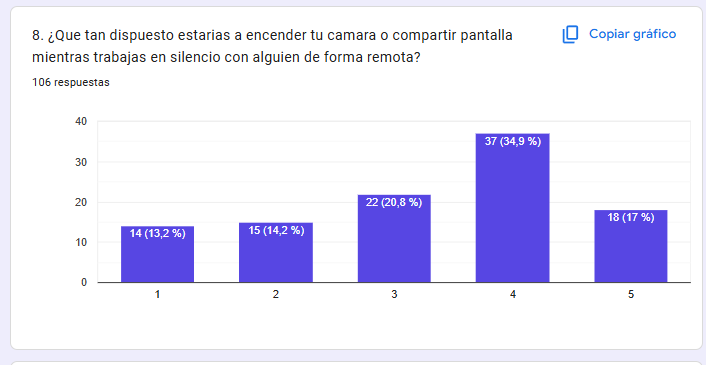 8. ¿Que tan dispuesto estarias a encender tu camara o compartir pantalla
mientras trabajas en silencio con alguien de forma remota?
Copiar gráfico
106 respuestas
40
30
20
10
0
14 (13,2 %)
15 (14,2 %)
22 (20,8 %)
37 (34,9 %)
18 (17 %)
1
2
3
4
5